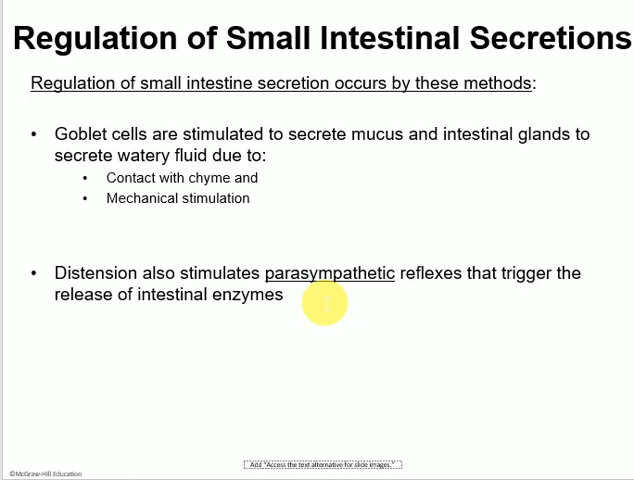 Regulation of Small Intestinal Secretions
Regulation of small intestine secretion occurs by these methods:
• Goblet cells are stimulated to secrete mucus and intestinal glands to
secrete watery fluid due to:
• Contact with chyme and
• Mechanical stimulation
• Distension also stimulates parasympathetic reflexes that trigger the
release of intestinal enzymes
Add "Access the text alternative for slide images."
©McGraw-Hill Education